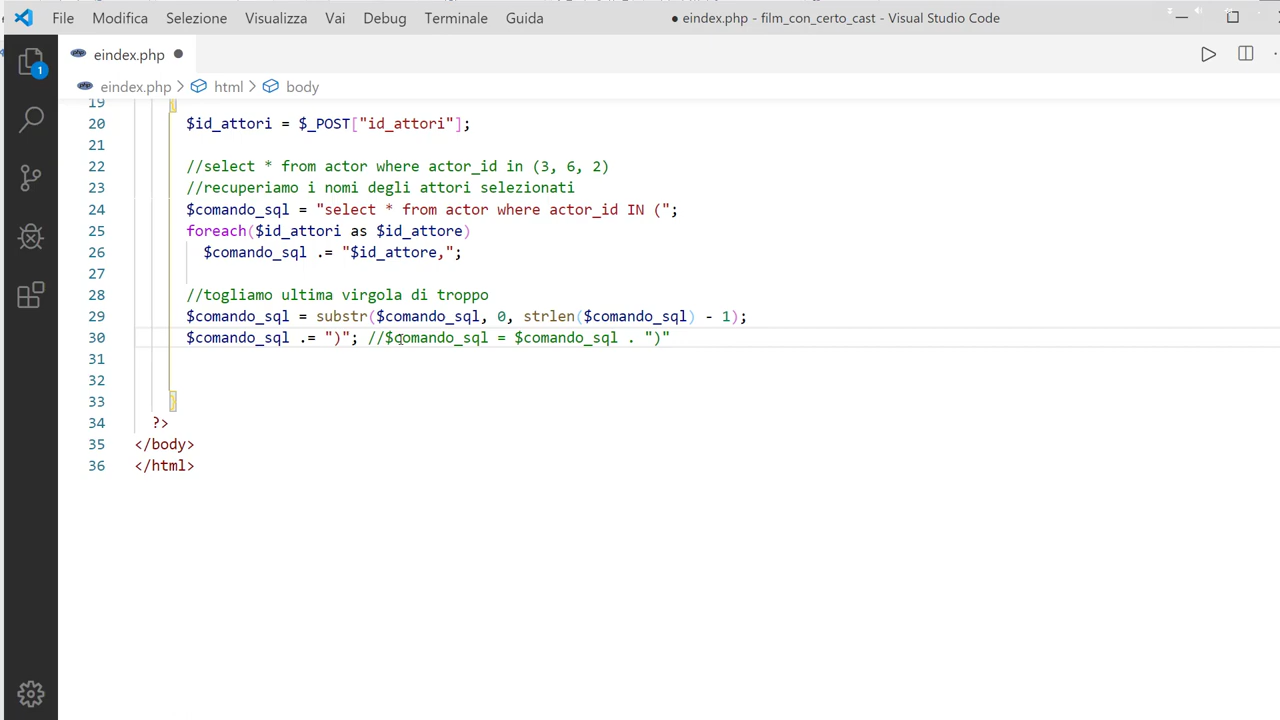 File Modifica Selezione Visualizza Vai Debug Terminale Guida ● eindex.php - film_con_certo_cast - Visual Studio Code
eindex.php
1
eindex.php > html > body
19 {
20 $id_attori = $_POST["id_attori"];
21
22 //select * from actor where actor_id in (3, 6, 2)
23 //recuperiamo i nomi degli attori selezionati
24 $comando_sql = "select * from actor where actor_id IN (";
25 foreach($id_attori as $id_attore)
26 $comando_sql .= "$id_attore,";
27
28 //togliamo ultima virgola di troppo
29 $comando_sql = substr($comando_sql, 0, strlen($comando_sql) - 1);
30 $comando_sql .= ")"; //$comando_sql = $comando_sql . ")"
31
32
33 }
34 ?>
35 </body>
36 </html>